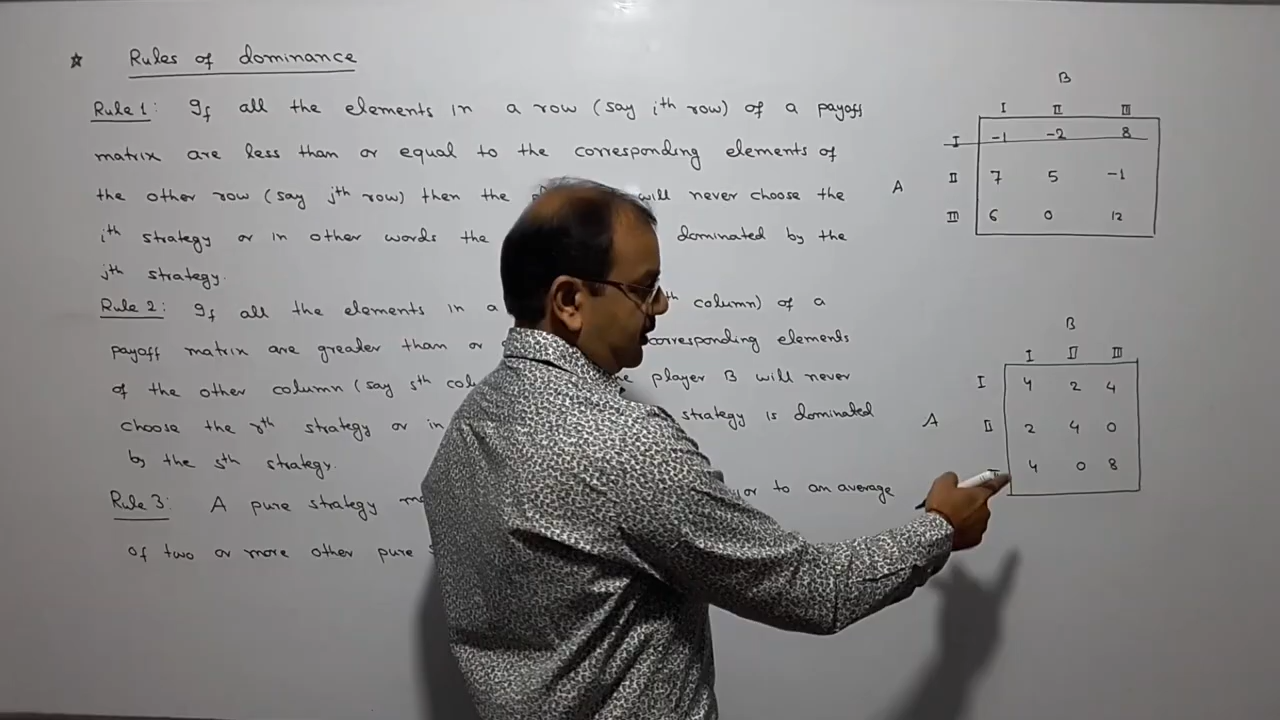 ☆ Rules of dominance
Rule 1: If all the elements in a row (say ith row) of a payoff
matrix are less than or equal to the corresponding elements of
the other row (say jth row) then the will never choose the
ith strategy or in other words the dominated by the
jth strategy.
Rule 2: If all the elements in a column) of a
payoff matrix are greater than or corresponding elements
of the other column (say sth player B will never
choose the rth strategy or in strategy is dominated
by the sth strategy.
Rule 3: A pure strategy to an average
of two or more other pure
B
I II III
I -1 -2 8
A II 7 5 -1
III 6 0 12
B
I II III
I 4 2 4
A II 2 4 0
4 0 8